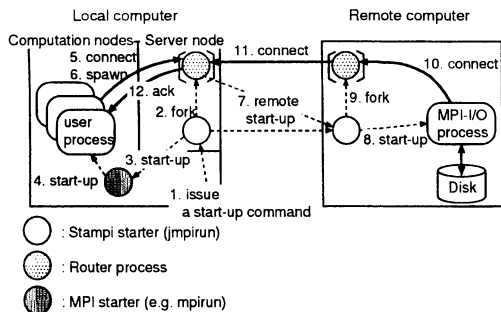 Local computer
Remote computer
Computation nodes
Server node
5. connect
6. spawn
11. connect
10. connect
12. ack
2. fork
7. remote
start-up
9. fork
user
process
MPI-I/O
process
8. start-up
3. start-up
4. start-up
1. issue
a start-up command
Disk
: Stampi starter (jmpirun)
: Router process
: MPI starter (e.g. mpirun)